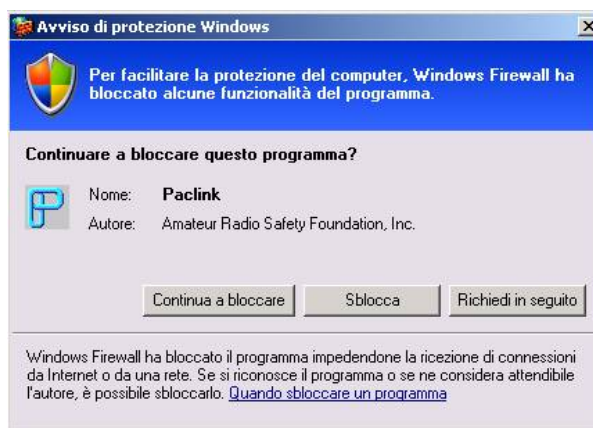 Avviso di protezione Windows
Per facilitare la protezione del computer, Windows Firewall ha
bloccato alcune funzionalità del programma.
Continuare a bloccare questo programma?
Nome: Paclink
Autore: Amateur Radio Safety Foundation, Inc.
Continua a bloccare Sblocca Richiedi in seguito
Windows Firewall ha bloccato il programma impedendone la ricezione di connessioni
da Internet o da una rete. Se si riconosce il programma o se ne considera attendibile
l'autore, è possibile sbloccarlo. Quando sbloccare un programma